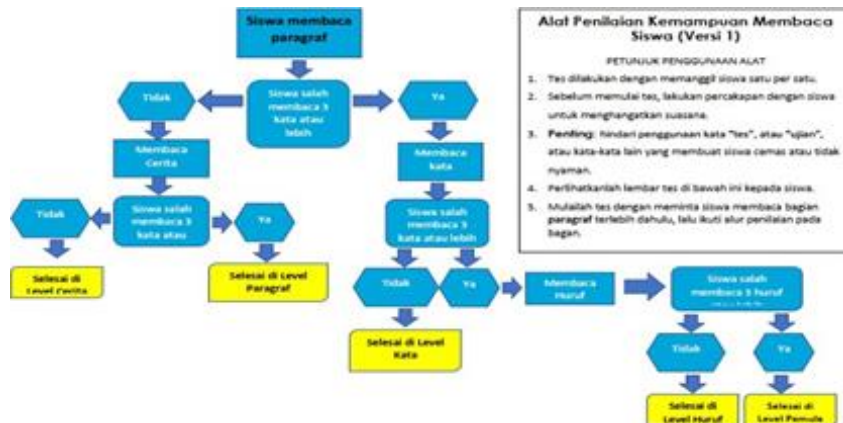 Siswa membaca
paragraf
Siswa salah
membaca 3
kata atau
lebih
Tidak
Ya
Membaca
Cerita
Membaca
kata
Siswa salah
membaca 3
kata atau
Tidak
Ya
Siswa salah
membaca 3
kata atau lebih
Selesai di
Level Cerita
Selesai di Level
Paragraf
Tidak
Ya
Membaca
Huruf
Siswa salah
membaca 3 huruf
Selesai di Level
Kata
Tidak
Ya
Selesai di
Level Huruf
Selesai di
Level Pemula
Alat Penilaian Kemampuan Membaca
Siswa (Versi 1)
PETUNJUK PENGGUNAAN ALAT
1. Tes dilakukan dengan memanggil siswa satu per satu.
2. Sebelum memulai tes, lakukan percakapan dengan siswa
untuk menghangatkan suasana.
3. Penting: hindari penggunaan kata "tes", atau "ujian",
atau kata-kata lain yang membuat siswa cemas atau tidak
nyaman.
4. Perlihatkanlah lembar tes di bawah ini kepada siswa.
5. Mulailah tes dengan meminta siswa membaca bagian
paragraf terlebih dahulu, lalu ikuti alur penilaian pada
bagan.